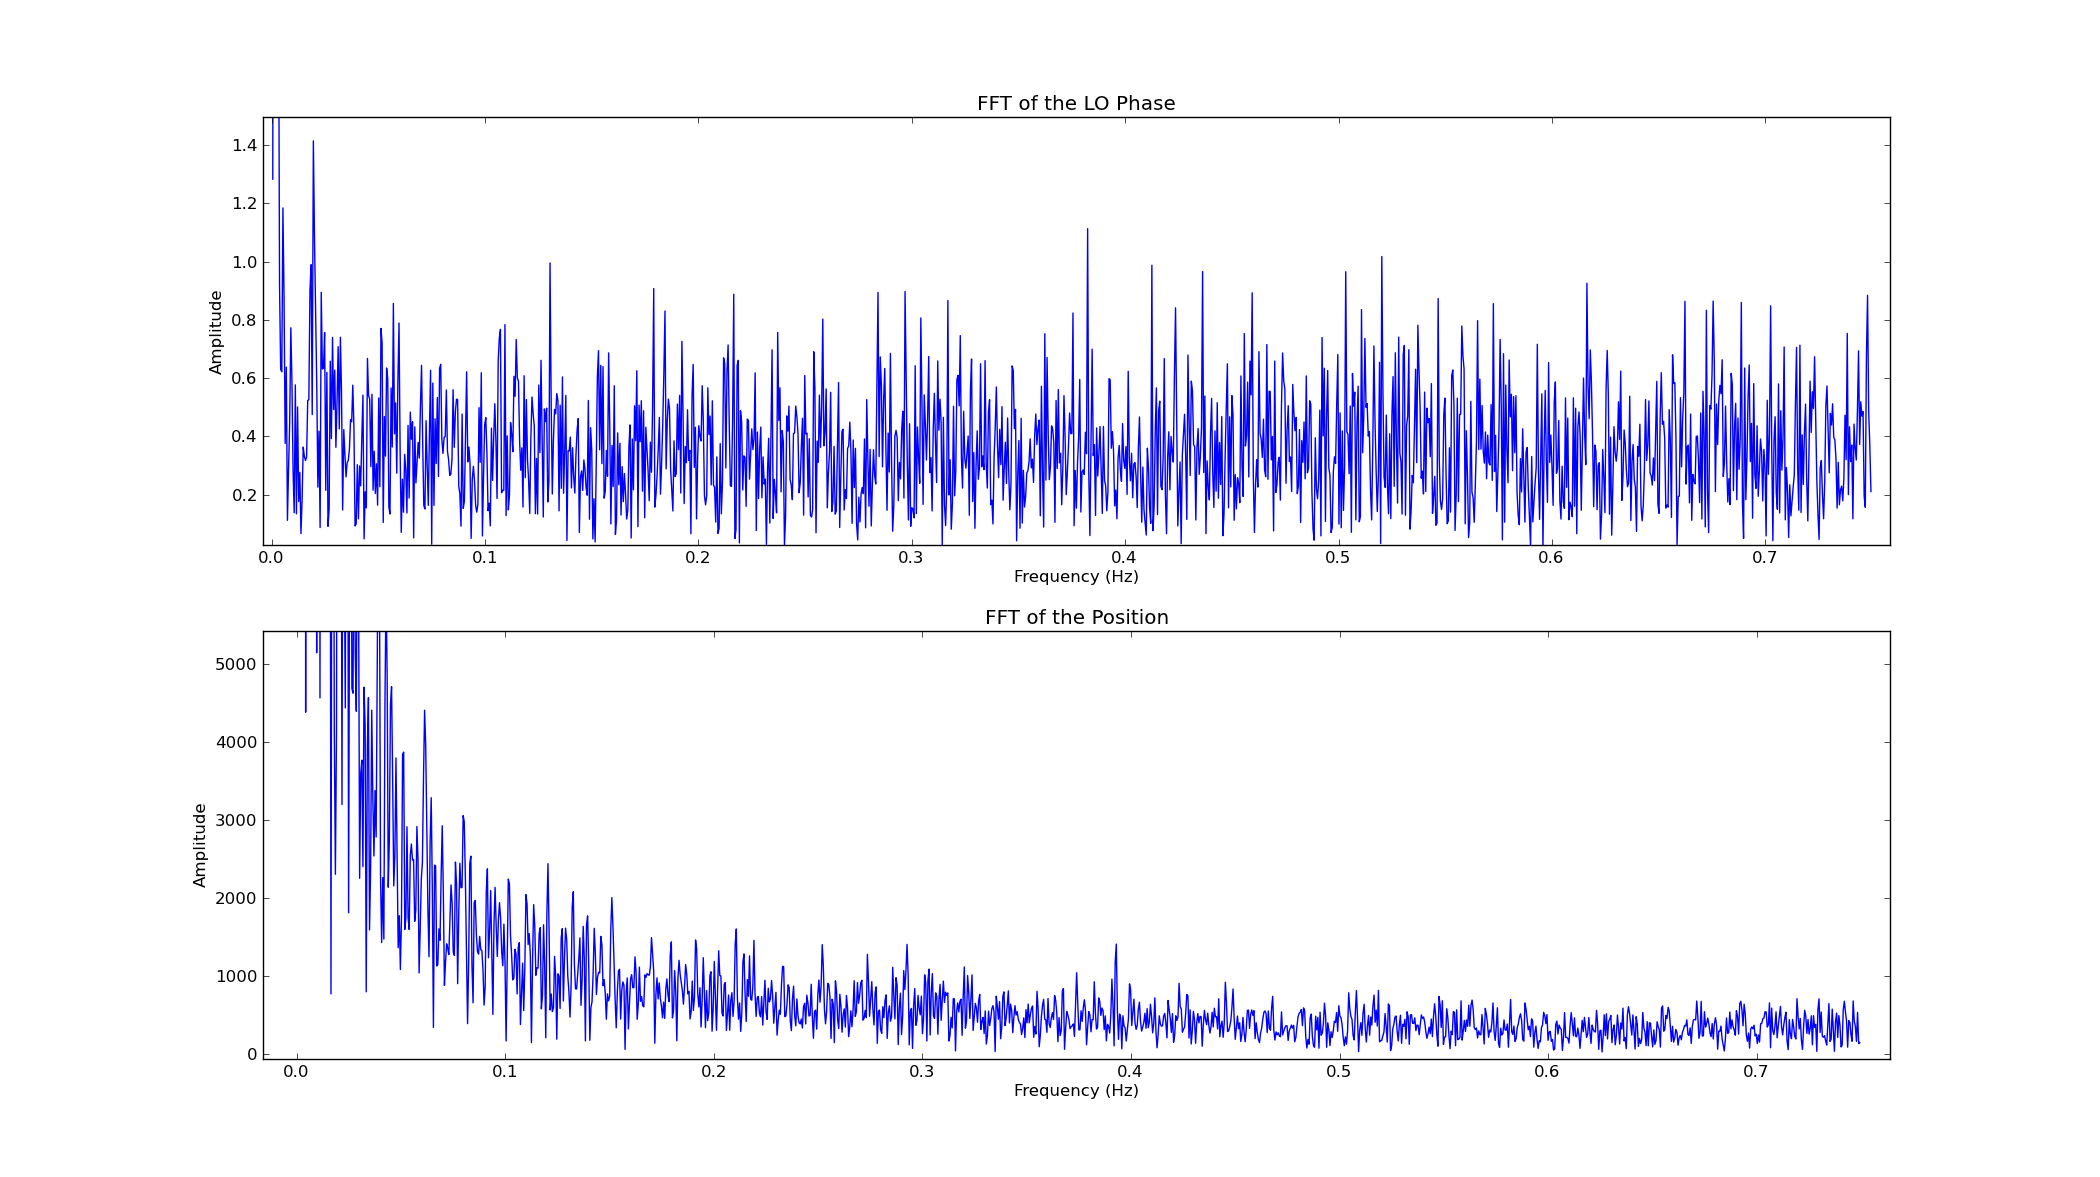 FFT of the LO Phase
1.4
1.2
1.0
0.8
0.6
0.4
0.2
Amplitude
0.0 0.1 0.2 0.3 0.4 0.5 0.6 0.7
Frequency (Hz)
FFT of the Position
5000
4000
3000
2000
1000
0
Amplitude
0.0 0.1 0.2 0.3 0.4 0.5 0.6 0.7
Frequency (Hz)